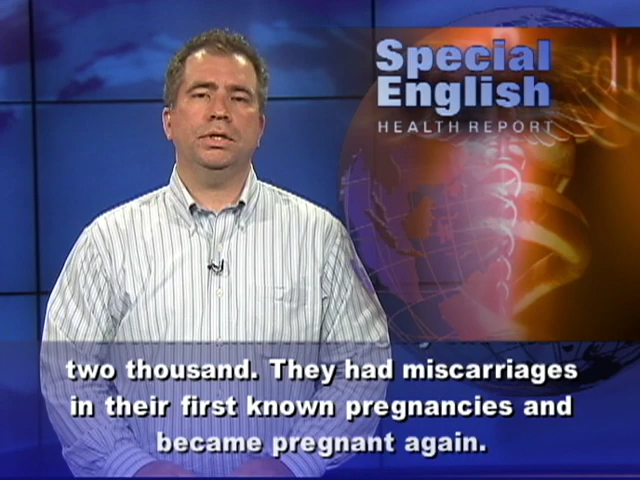 Special
English
HEALTH REPORT
two thousand. They had miscarriages
in their first known pregnancies and
became pregnant again.